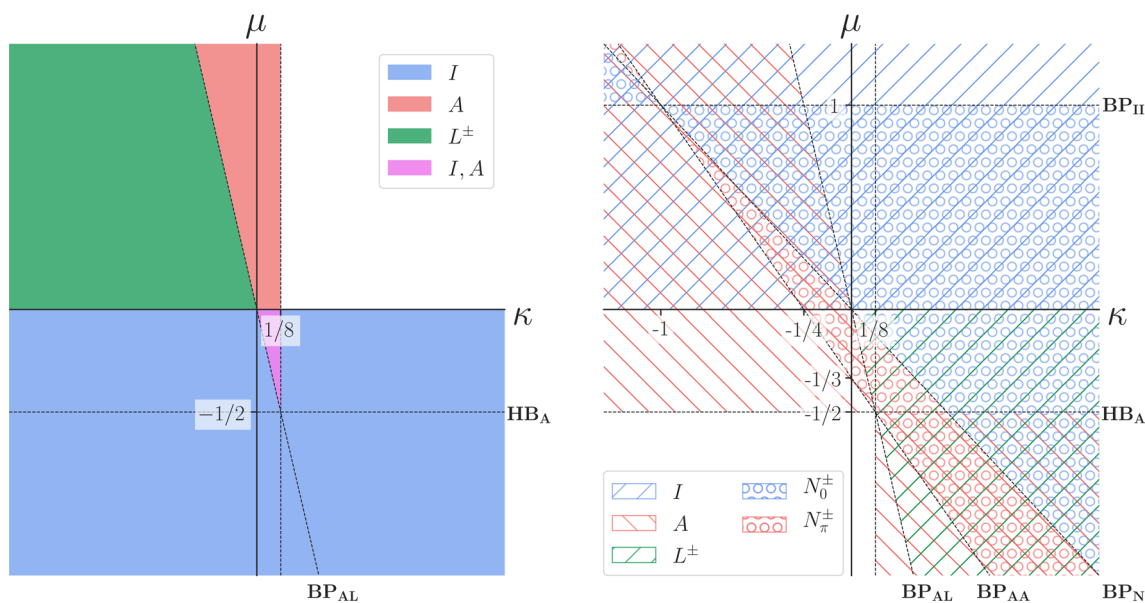 μ
I
A
L^±
I, A
κ
1/8
−1/2
HB_A
BP_AL
μ
1
BP_II
κ
-1
-1/4
1/8
-1/3
-1/2
HB_A
I
A
L^±
N_0^±
N_π^±
BP_AL
BP_AA
BP_N